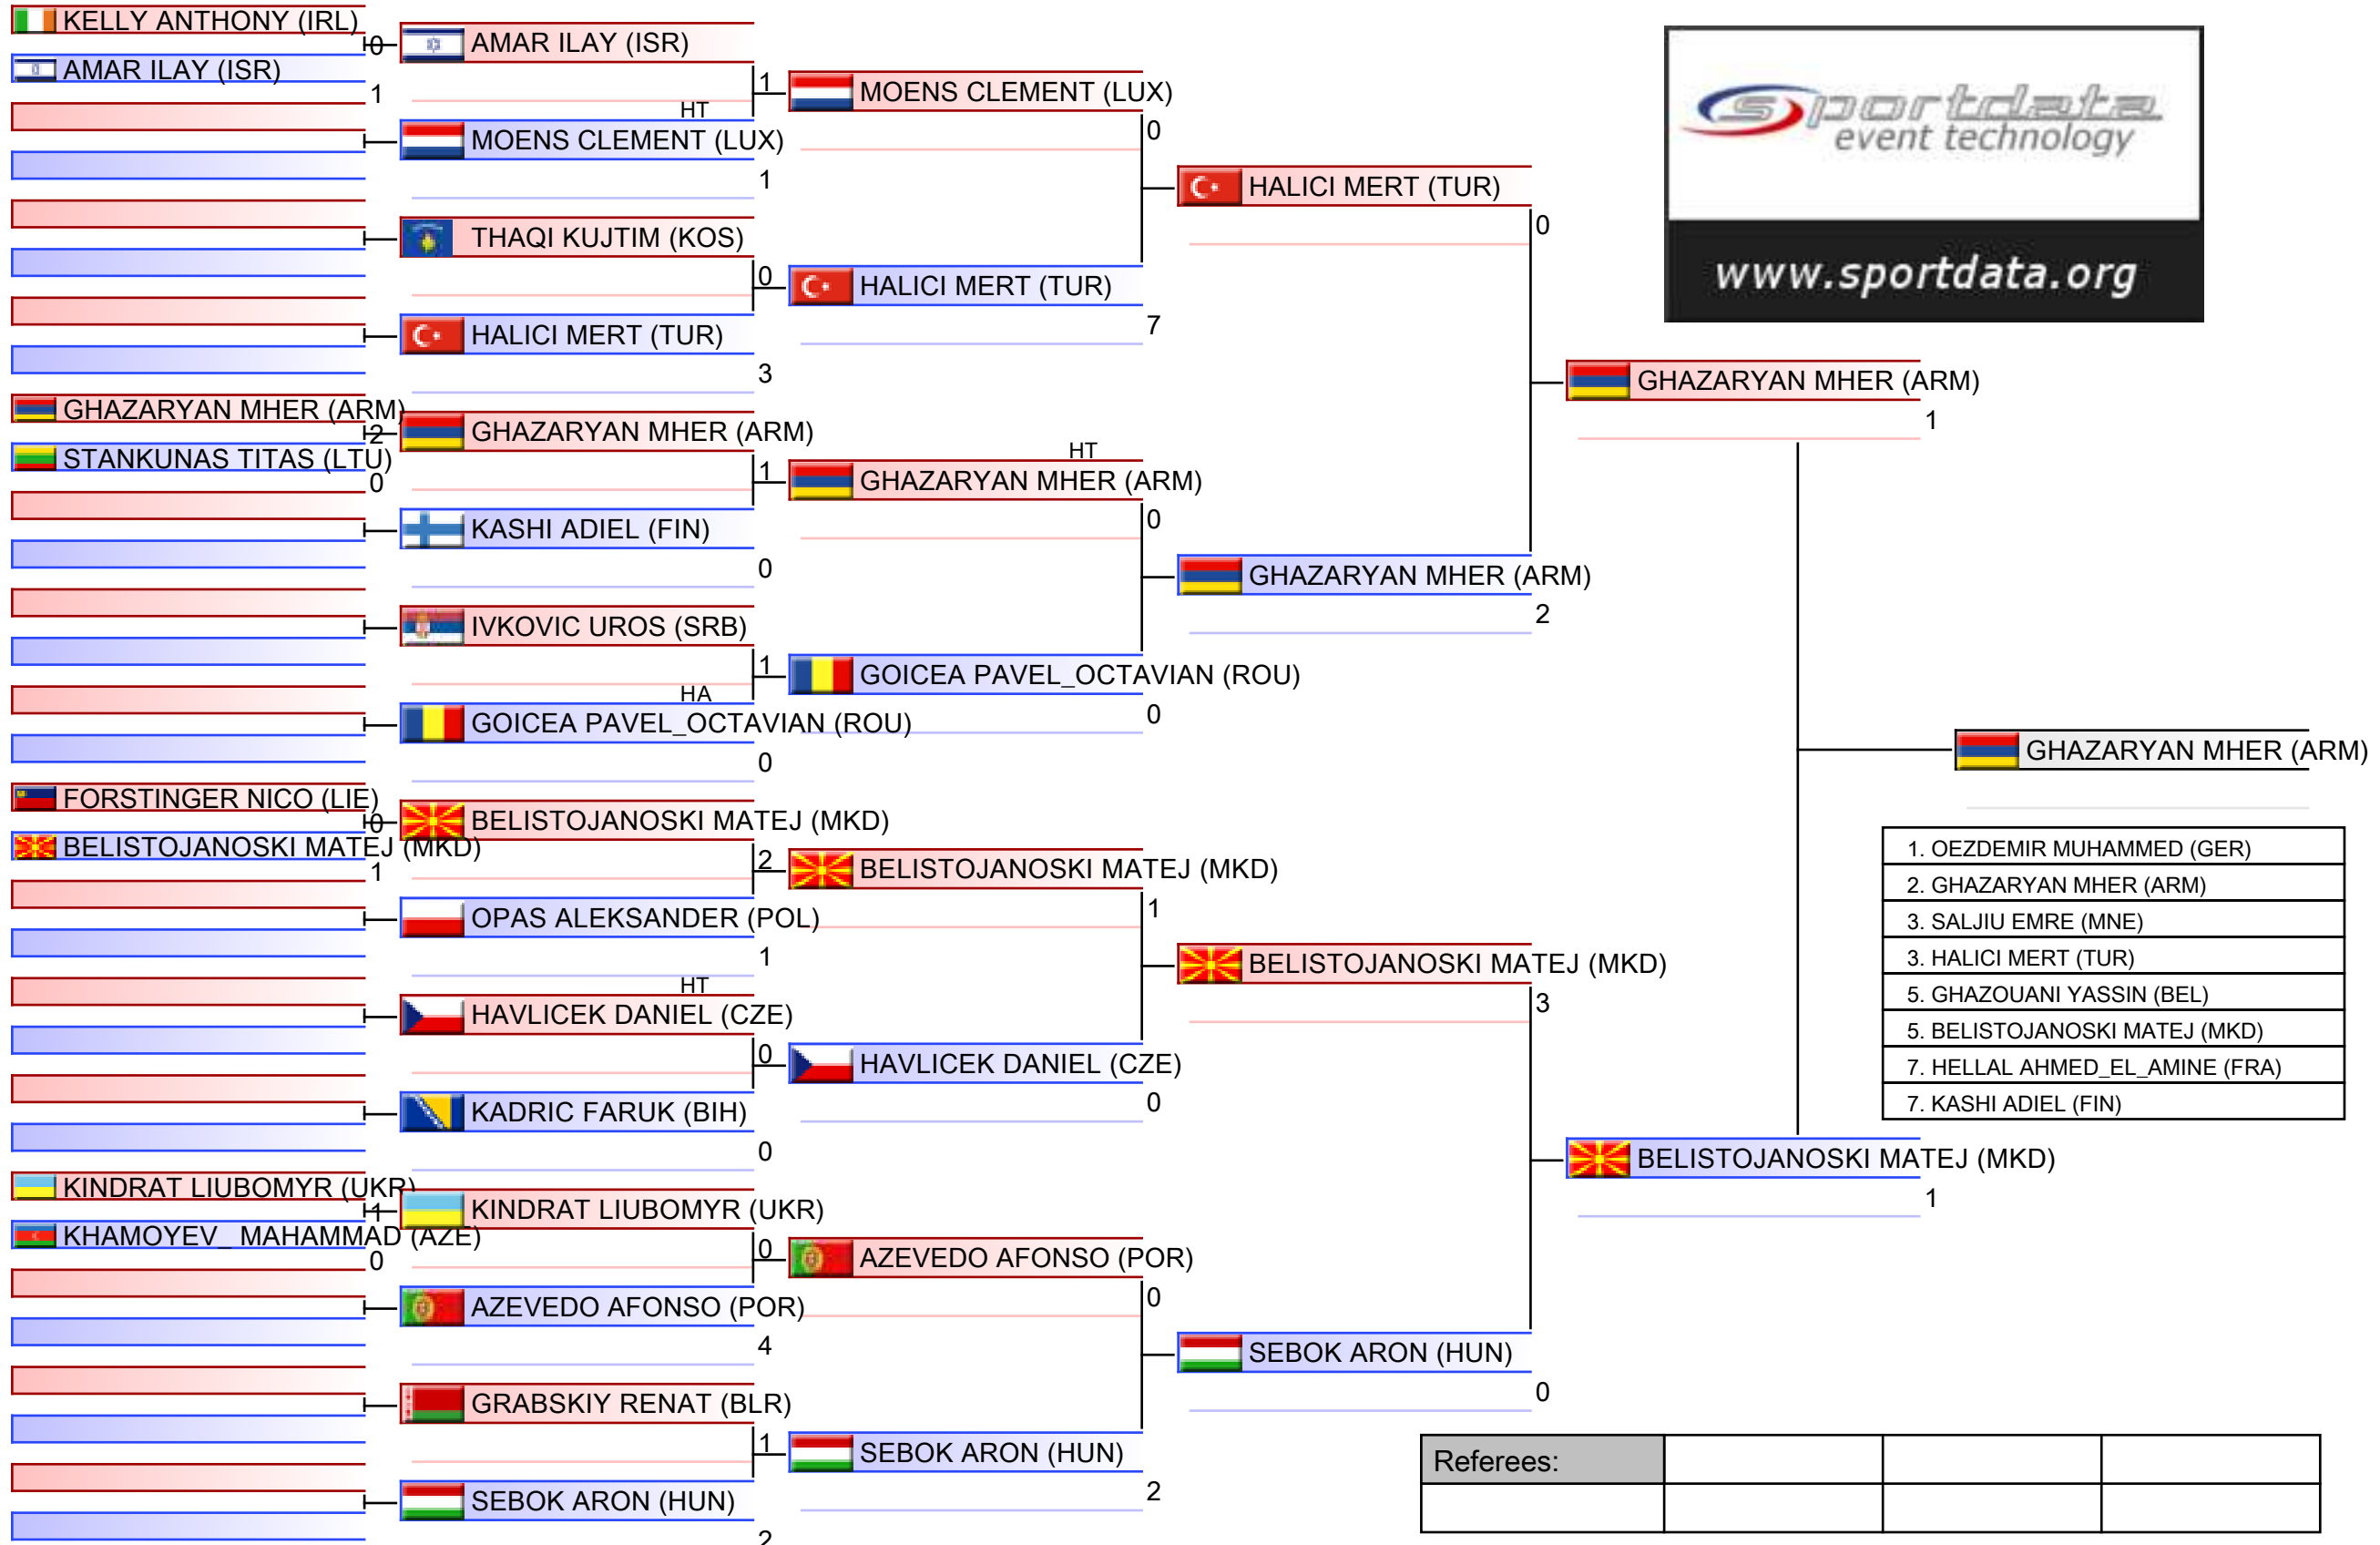 KELLY ANTHONY (IRL)
0
AMAR ILAY (ISR)
1
GHAZARYAN MHER (ARM)
2
STANKUNAS TITAS (LTU)
0
FORSTINGER NICO (LIE)
0
BELISTOJANOSKI MATEJ (MKD)
1
KINDRAT LIUBOMYR (UKR)
1
KHAMOYEV_ MAHAMMAD (AZE)
0
AMAR ILAY (ISR)
1
HT
MOENS CLEMENT (LUX)
1
THAQI KUJTIM (KOS)
0
HALICI MERT (TUR)
3
GHAZARYAN MHER (ARM)
1
KASHI ADIEL (FIN)
0
IVKOVIC UROS (SRB)
1
HA
GOICEA PAVEL_OCTAVIAN (ROU)
0
BELISTOJANOSKI MATEJ (MKD)
2
OPAS ALEKSANDER (POL)
1
HT
HAVLICEK DANIEL (CZE)
0
KADRIC FARUK (BIH)
0
KINDRAT LIUBOMYR (UKR)
0
AZEVEDO AFONSO (POR)
4
GRABSKIY RENAT (BLR)
1
SEBOK ARON (HUN)
2
MOENS CLEMENT (LUX)
0
HALICI MERT (TUR)
7
HT
GHAZARYAN MHER (ARM)
0
GOICEA PAVEL_OCTAVIAN (ROU)
0
BELISTOJANOSKI MATEJ (MKD)
1
HAVLICEK DANIEL (CZE)
0
AZEVEDO AFONSO (POR)
0
SEBOK ARON (HUN)
2
HALICI MERT (TUR)
0
GHAZARYAN MHER (ARM)
2
BELISTOJANOSKI MATEJ (MKD)
3
SEBOK ARON (HUN)
0
GHAZARYAN MHER (ARM)
1
BELISTOJANOSKI MATEJ (MKD)
1
GHAZARYAN MHER (ARM)
sportdata
event technology
www.sportdata.org
1. OEZDEMIR MUHAMMED (GER)
2. GHAZARYAN MHER (ARM)
3. SALJIU EMRE (MNE)
3. HALICI MERT (TUR)
5. GHAZOUANI YASSIN (BEL)
5. BELISTOJANOSKI MATEJ (MKD)
7. HELLAL AHMED_EL_AMINE (FRA)
7. KASHI ADIEL (FIN)
Referees: